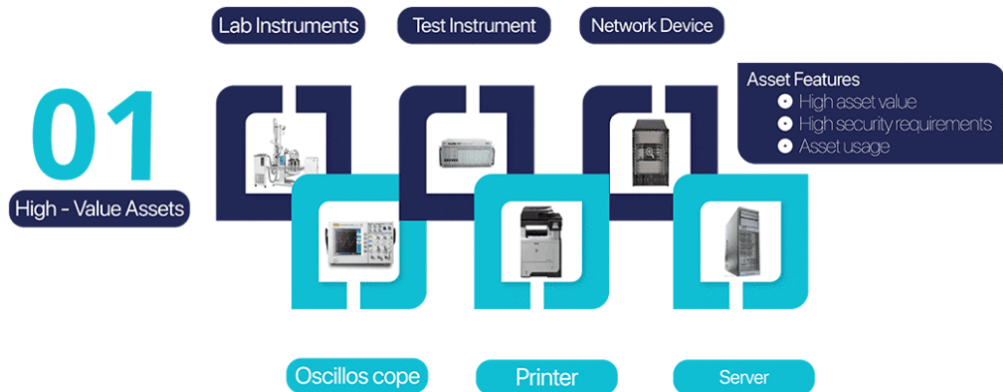 Lab Instruments
Test Instrument
Network Device
01
High - Value Assets
Asset Features
High asset value
High security requirements
Asset usage
Oscillos cope
Printer
Server